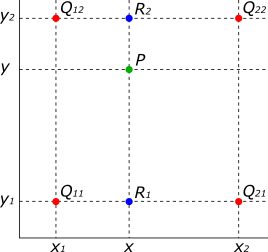 y₂ Q₁₂ R₂ Q₂₂
y P
y₁ Q₁₁ R₁ Q₂₁
x₁ x x₂